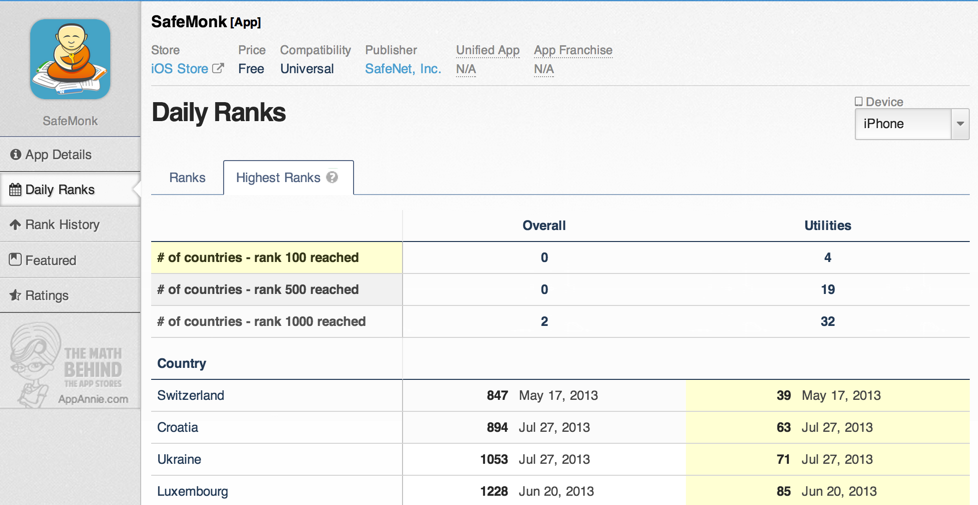 SafeMonk [App]
Store Price Compatibility Publisher Unified App App Franchise
iOS Store Free Universal SafeNet, Inc. N/A N/A
SafeMonk
Daily Ranks
Device
iPhone
App Details
Daily Ranks
Rank History
Featured
Ratings
THE MATH
BEHIND
THE APP STORES
AppAnnie.com
Ranks Highest Ranks ?
Overall Utilities
# of countries - rank 100 reached 0 4
# of countries - rank 500 reached 0 19
# of countries - rank 1000 reached 2 32
Country
Switzerland 847 May 17, 2013 39 May 17, 2013
Croatia 894 Jul 27, 2013 63 Jul 27, 2013
Ukraine 1053 Jul 27, 2013 71 Jul 27, 2013
Luxembourg 1228 Jun 20, 2013 85 Jun 20, 2013